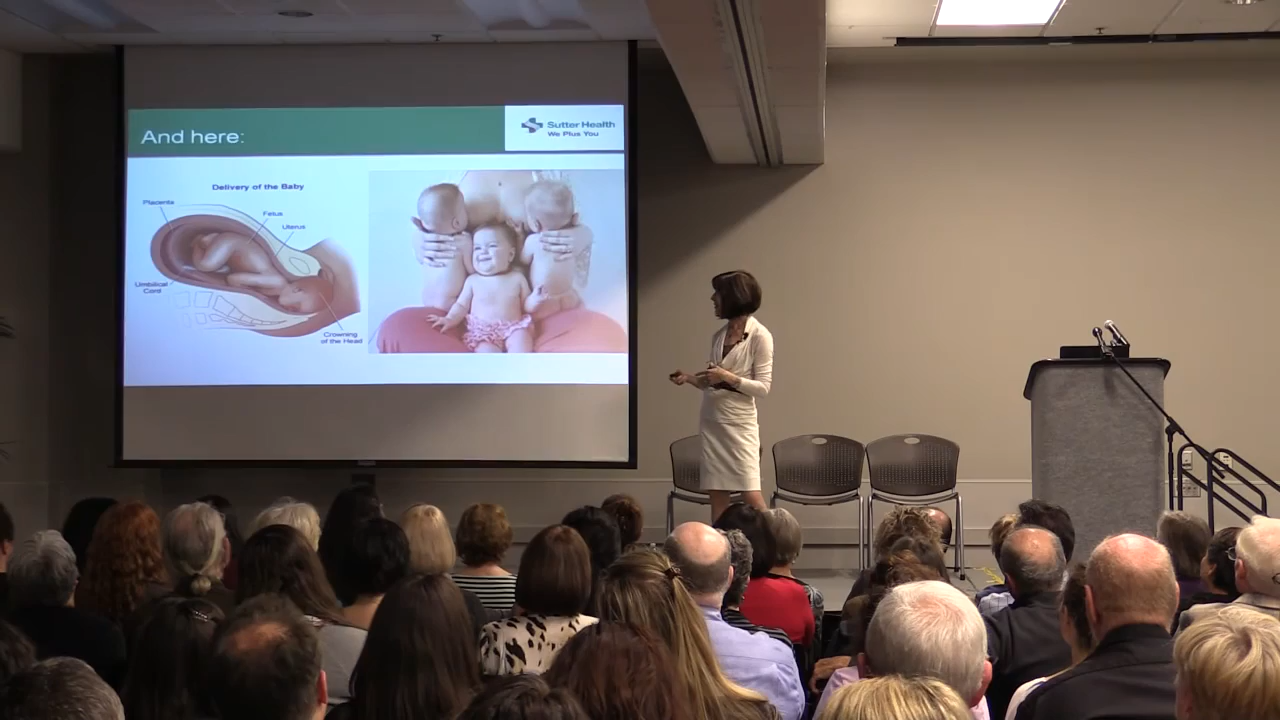 And here:
Sutter Health
We Plus You
Delivery of the Baby
Placenta
Fetus
Uterus
Umbilical
Cord
Crowning
of the Head